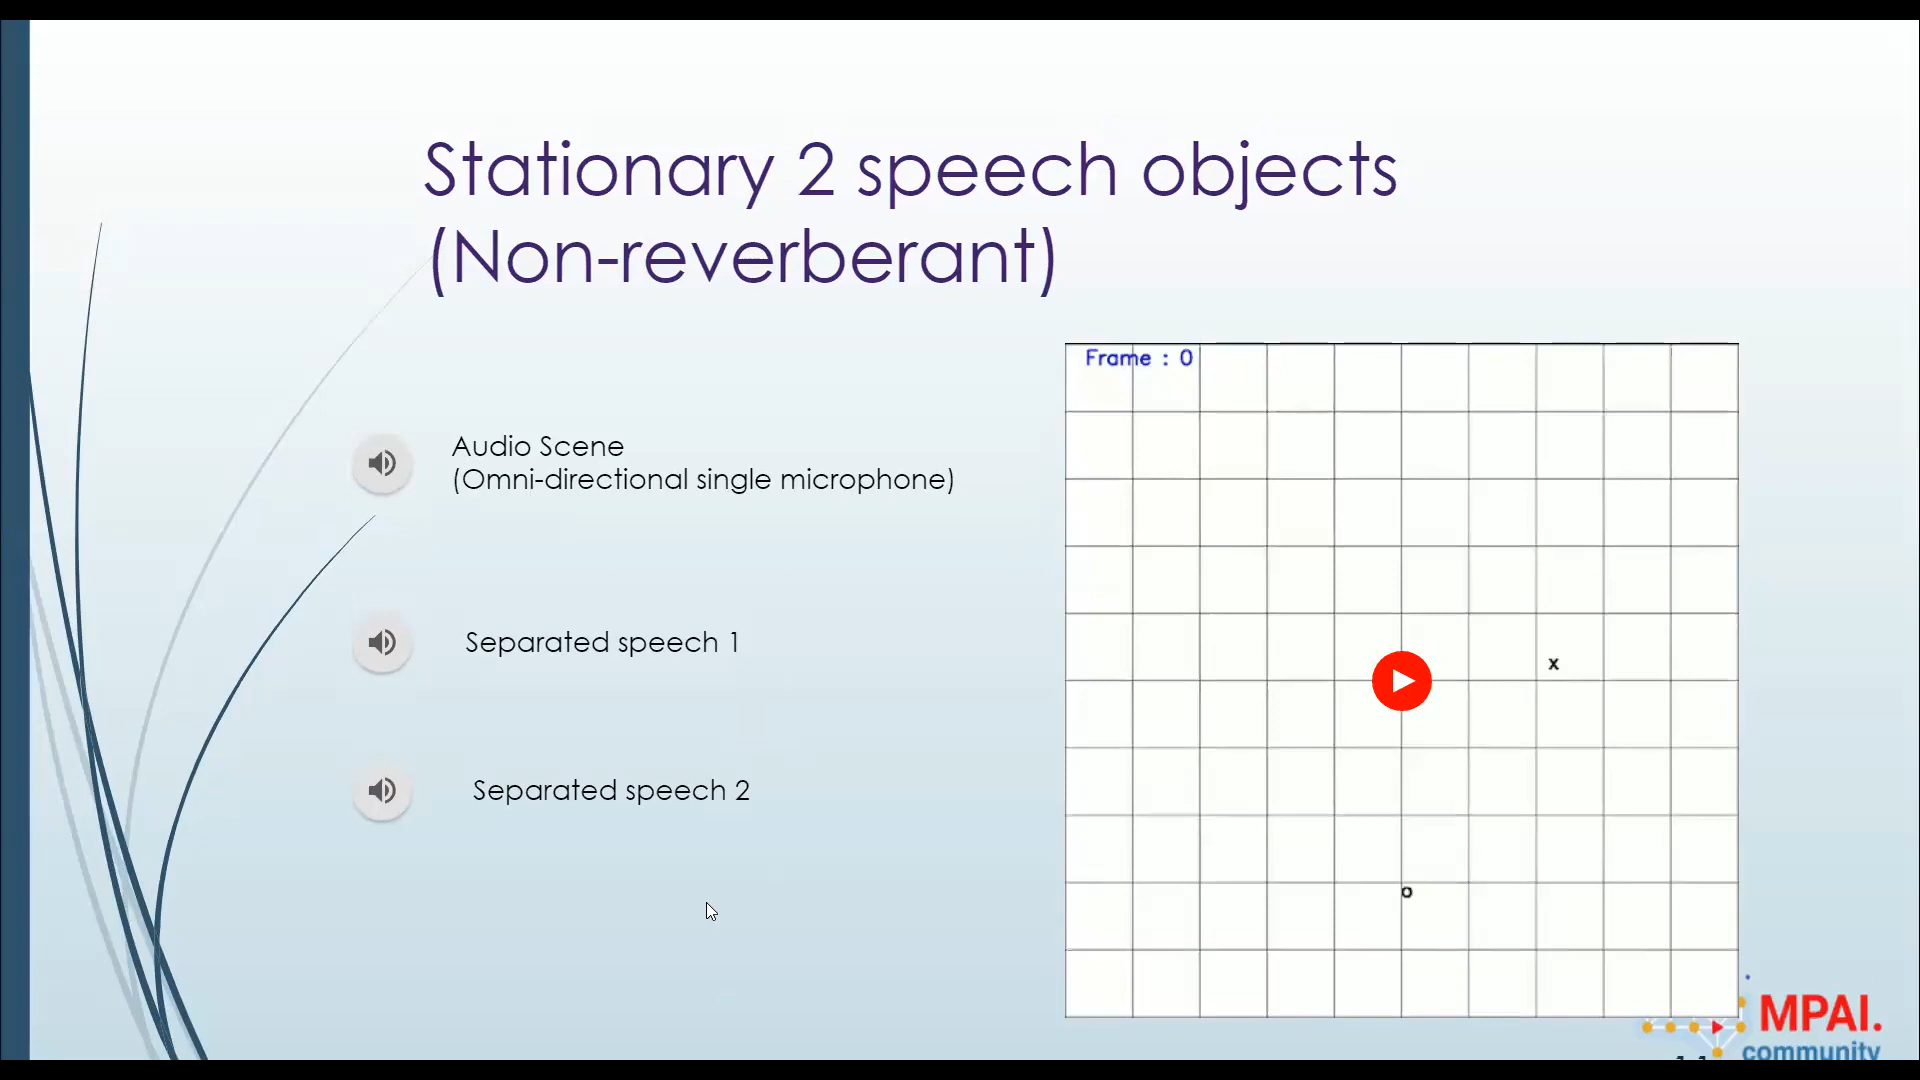 Stationary 2 speech objects
(Non-reverberant)
Frame : 0
Audio Scene
(Omni-directional single microphone)
Separated speech 1
x
Separated speech 2
o
MPAI.
community